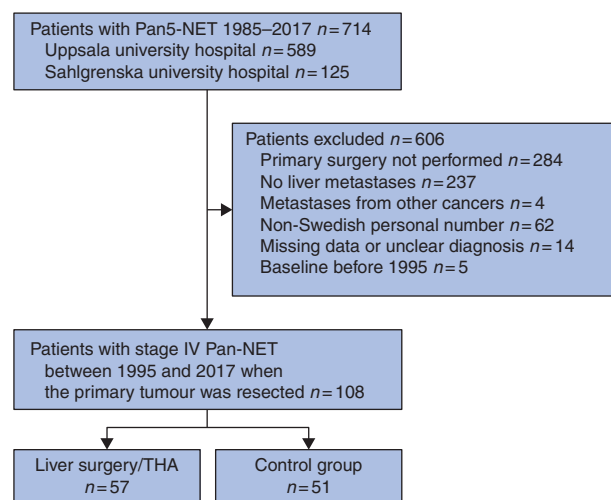 Patients with Pan5-NET 1985–2017 n=714
Uppsala university hospital n=589
Sahlgrenska university hospital n=125
Patients excluded n=606
Primary surgery not performed n=284
No liver metastases n=237
Metastases from other cancers n=4
Non-Swedish personal number n=62
Missing data or unclear diagnosis n=14
Baseline before 1995 n=5
Patients with stage IV Pan-NET
between 1995 and 2017 when
the primary tumour was resected n=108
Liver surgery/THA
n=57
Control group
n=51